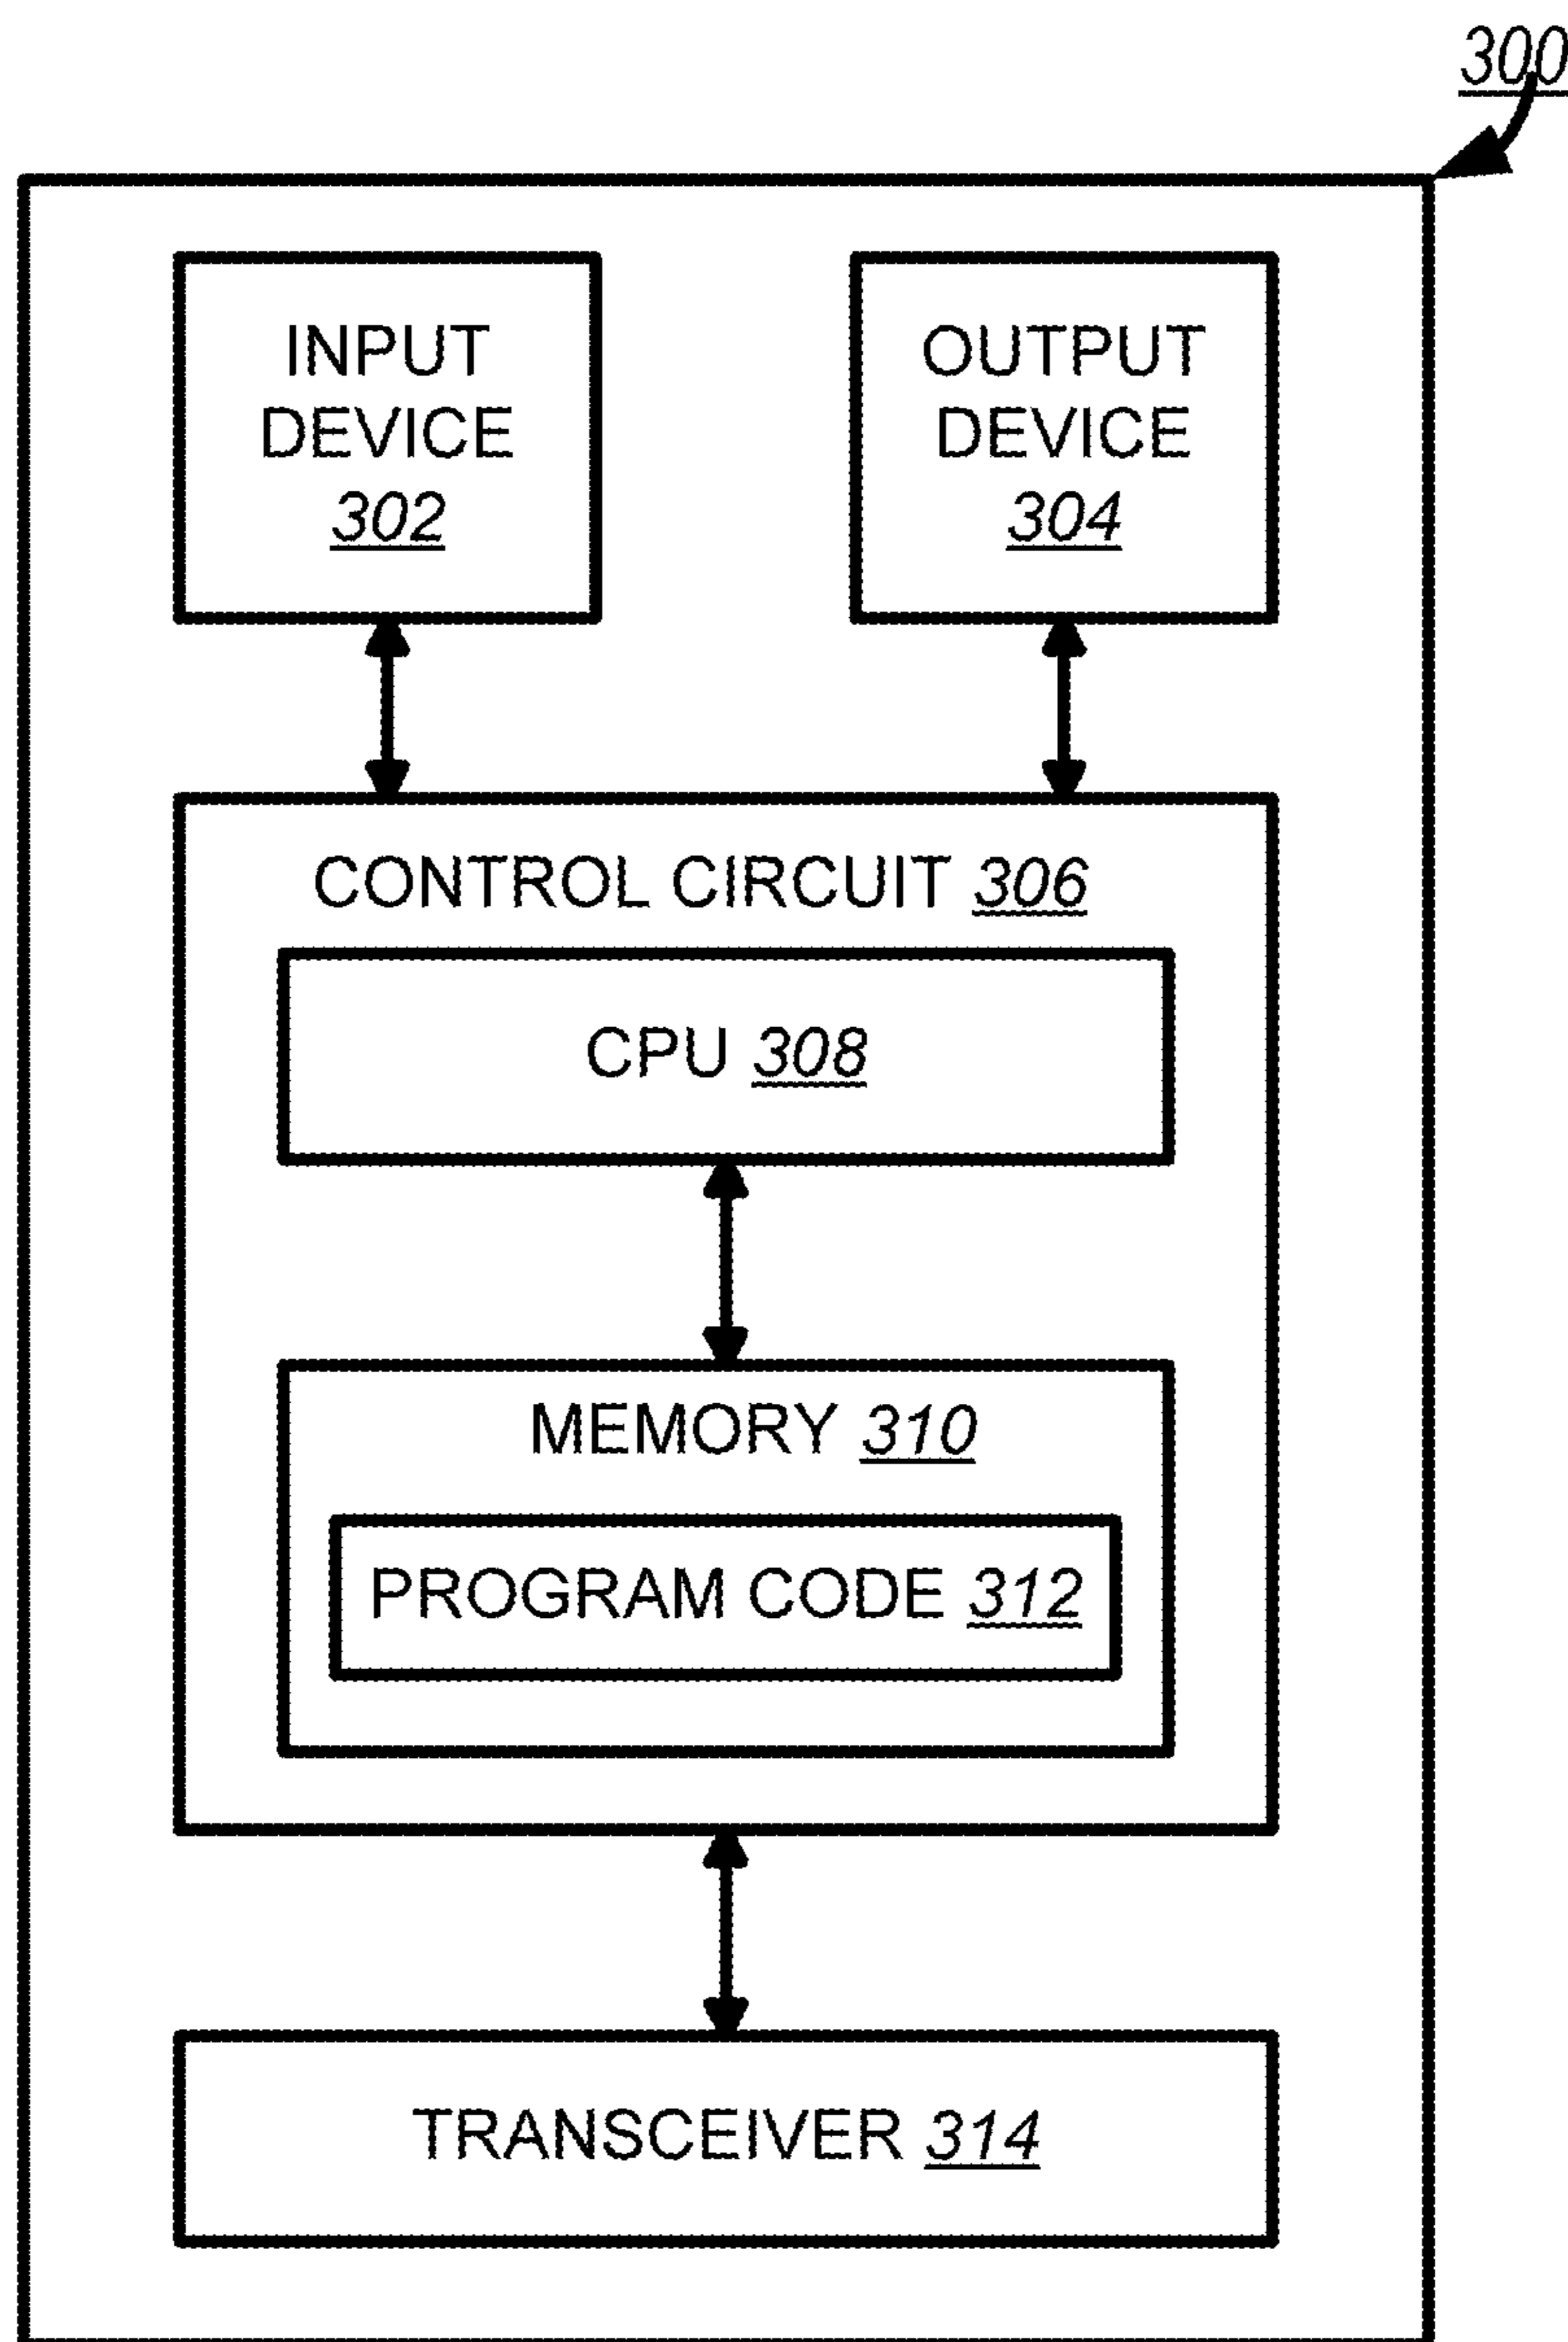 300
INPUT
DEVICE
302
OUTPUT
DEVICE
304
CONTROL CIRCUIT 306
CPU 308
MEMORY 310
PROGRAM CODE 312
TRANSCEIVER 314